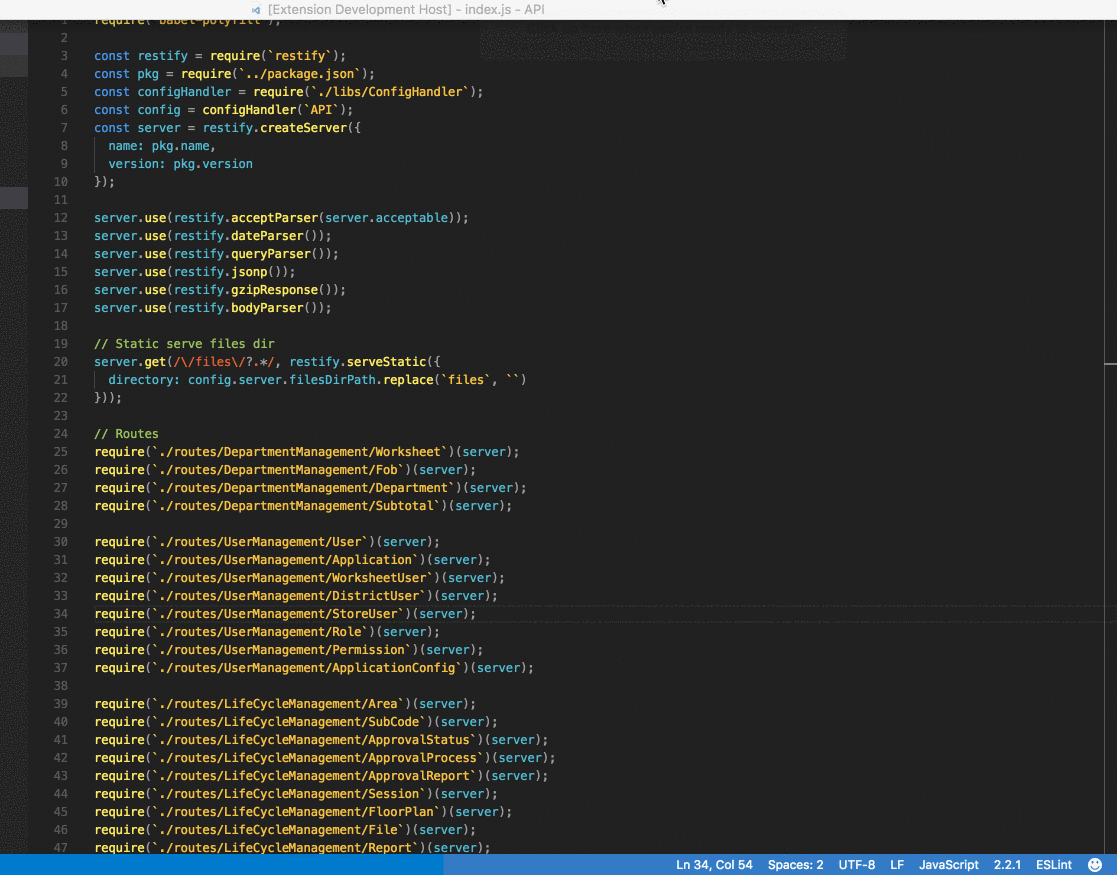 [Extension Development Host] - index.js - API
1 require(`babel-polyfill`);
2
3 const restify = require(`restify`);
4 const pkg = require(`../package.json`);
5 const configHandler = require(`./libs/ConfigHandler`);
6 const config = configHandler(`API`);
7 const server = restify.createServer({
8 name: pkg.name,
9 version: pkg.version
10 });
11
12 server.use(restify.acceptParser(server.acceptable));
13 server.use(restify.dateParser());
14 server.use(restify.queryParser());
15 server.use(restify.jsonp());
16 server.use(restify.gzipResponse());
17 server.use(restify.bodyParser());
18
19 // Static serve files dir
20 server.get(/\/files\/?.*/, restify.serveStatic({
21 directory: config.server.filesDirPath.replace(`files`, ``)
22 }));
23
24 // Routes
25 require(`./routes/DepartmentManagement/Worksheet`)(server);
26 require(`./routes/DepartmentManagement/Fob`)(server);
27 require(`./routes/DepartmentManagement/Department`)(server);
28 require(`./routes/DepartmentManagement/Subtotal`)(server);
29
30 require(`./routes/UserManagement/User`)(server);
31 require(`./routes/UserManagement/Application`)(server);
32 require(`./routes/UserManagement/WorksheetUser`)(server);
33 require(`./routes/UserManagement/DistrictUser`)(server);
34 require(`./routes/UserManagement/StoreUser`)(server);
35 require(`./routes/UserManagement/Role`)(server);
36 require(`./routes/UserManagement/Permission`)(server);
37 require(`./routes/UserManagement/ApplicationConfig`)(server);
38
39 require(`./routes/LifeCycleManagement/Area`)(server);
40 require(`./routes/LifeCycleManagement/SubCode`)(server);
41 require(`./routes/LifeCycleManagement/ApprovalStatus`)(server);
42 require(`./routes/LifeCycleManagement/ApprovalProcess`)(server);
43 require(`./routes/LifeCycleManagement/ApprovalReport`)(server);
44 require(`./routes/LifeCycleManagement/Session`)(server);
45 require(`./routes/LifeCycleManagement/FloorPlan`)(server);
46 require(`./routes/LifeCycleManagement/File`)(server);
47 require(`./routes/LifeCycleManagement/Report`)(server);
Ln 34, Col 54 Spaces: 2 UTF-8 LF JavaScript 2.2.1 ESLint